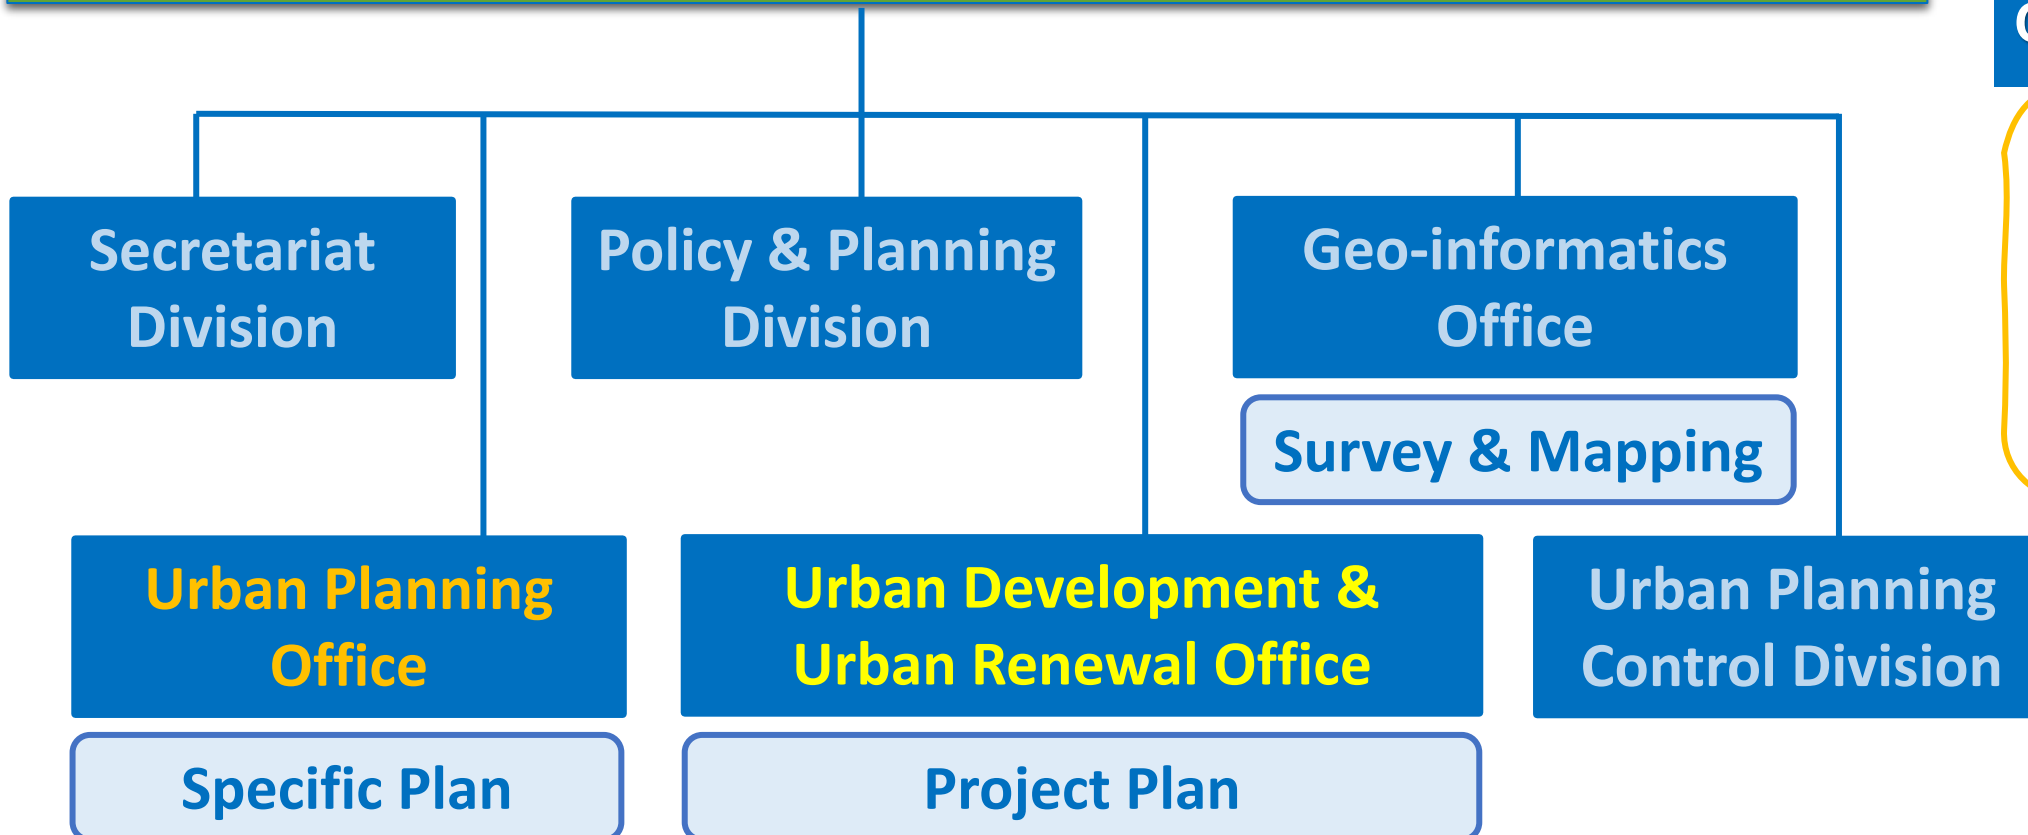 Secretariat
Division
Policy & Planning
Division
Geo-informatics
Office
Survey & Mapping
Urban Planning
Office
Specific Plan
Urban Development &
Urban Renewal Office
Project Plan
Urban Planning
Control Division